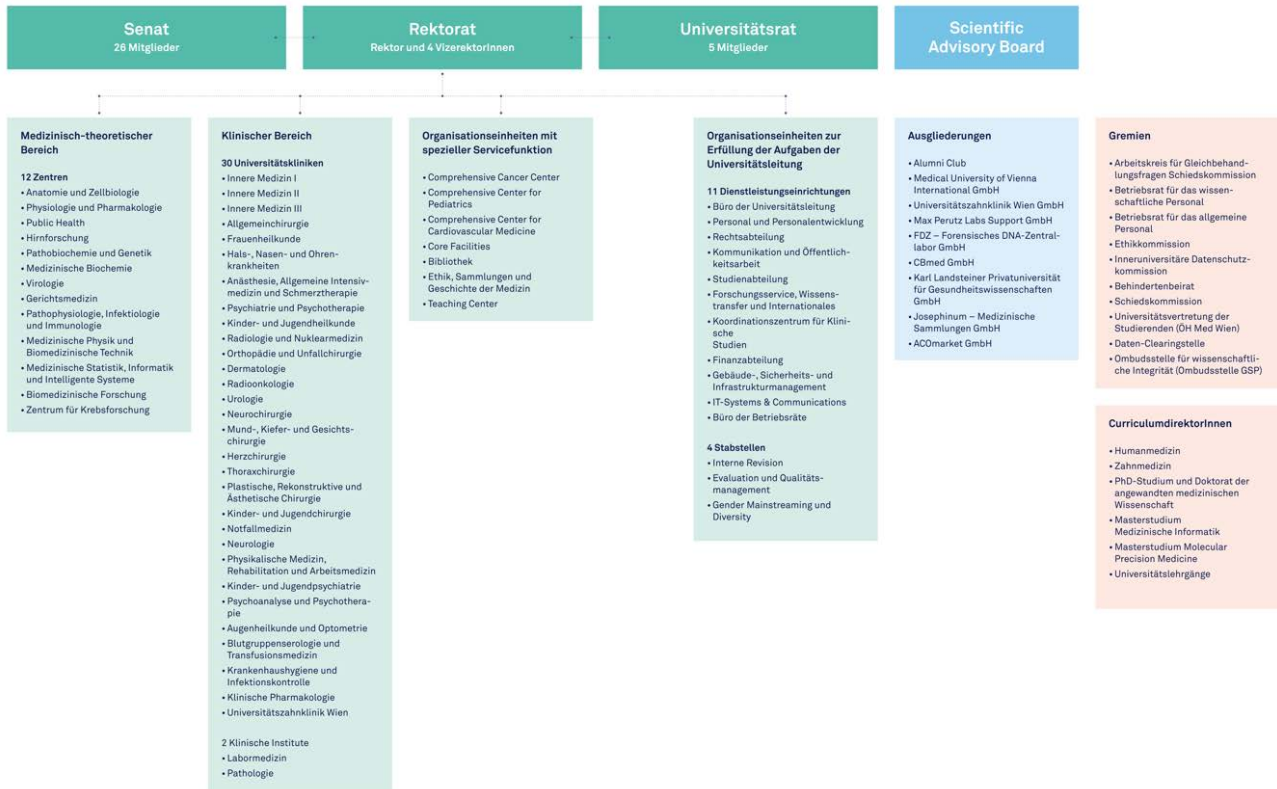 Senat
26 Mitglieder
Rektorat
Rektor und 4 VizerektorInnen
Universitätsrat
5 Mitglieder
Scientific
Advisory Board
Medizinisch-theoretischer
Bereich
12 Zentren
• Anatomie und Zellbiologie
• Physiologie und Pharmakologie
• Public Health
• Hirnforschung
• Pathobiochemie und Genetik
• Medizinische Biochemie
• Virologie
• Gerichtsmedizin
• Pathophysiologie, Infektiologie
und Immunologie
• Medizinische Physik und
Biomedizinische Technik
• Medizinische Statistik, Informatik
und Intelligente Systeme
• Biomedizinische Forschung
• Zentrum für Krebsforschung
Klinischer Bereich
30 Universitätskliniken
• Innere Medizin I
• Innere Medizin II
• Innere Medizin III
• Allgemeinchirurgie
• Frauenheilkunde
• Hals-, Nasen- und Ohren-
krankheiten
• Anästhesie, Allgemeine Intensiv-
medizin und Schmerztherapie
• Psychiatrie und Psychotherapie
• Kinder- und Jugendheilkunde
• Radiologie und Nuklearmedizin
• Orthopädie und Unfallchirurgie
• Dermatologie
• Radioonkologie
• Urologie
• Neurochirurgie
• Mund-, Kiefer- und Gesichts-
chirurgie
• Herzchirurgie
• Thoraxchirurgie
• Plastische, Rekonstruktive und
Ästhetische Chirurgie
• Kinder- und Jugendchirurgie
• Notfallmedizin
• Neurologie
• Physikalische Medizin,
Rehabilitation und Arbeitsmedizin
• Kinder- und Jugendpsychiatrie
• Psychoanalyse und Psychothera-
pie
• Augenheilkunde und Optometrie
• Blutgruppenserologie und
Transfusionsmedizin
• Krankenhaushygiene und
Infektionskontrolle
• Klinische Pharmakologie
• Universitätszahnklinik Wien
2 Klinische Institute
• Labormedizin
• Pathologie
Organisationseinheiten mit
spezieller Servicefunktion
• Comprehensive Cancer Center
• Comprehensive Center for
Pediatrics
• Comprehensive Center for
Cardiovascular Medicine
• Core Facilities
• Bibliothek
• Ethik, Sammlungen und
Geschichte der Medizin
• Teaching Center
Organisationseinheiten zur
Erfüllung der Aufgaben der
Universitätsleitung
11 Dienstleistungseinrichtungen
• Büro der Universitätsleitung
• Personal und Personalentwicklung
• Rechtsabteilung
• Kommunikation und Öffentlich-
keitsarbeit
• Studienabteilung
• Forschungsservice, Wissens-
transfer und Internationales
• Koordinationszentrum für Klini-
sche
Studien
• Finanzabteilung
• Gebäude-, Sicherheits- und
Infrastrukturmanagement
• IT-Systems & Communications
• Büro der Betriebsräte
4 Stabstellen
• Interne Revision
• Evaluation und Qualitäts-
management
• Gender Mainstreaming und
Diversity
Ausgliederungen
• Alumni Club
• Medical University of Vienna
International GmbH
• Universitätszahnklinik Wien GmbH
• Max Perutz Labs Support GmbH
• FDZ – Forensisches DNA-Zentral-
labor GmbH
• CBmed GmbH
• Karl Landsteiner Privatuniversität
für Gesundheitswissenschaften
GmbH
• Josephinum – Medizinische
Sammlungen GmbH
• ACOmarket GmbH
Gremien
• Arbeitskreis für Gleichbehand-
lungsfragen Schiedskommission
• Betriebsrat für das wissen-
schaftliche Personal
• Betriebsrat für das allgemeine
Personal
• Ethikkommission
• Inneruniversitäre Datenschutz-
kommission
• Behindertenbeirat
• Schiedskommission
• Universitätsvertretung der
Studierenden (ÖH Med Wien)
• Daten-Clearingstelle
• Ombudsstelle für wissenschaftli-
che Integrität (Ombudsstelle GSP)
CurriculumdirektorInnen
• Humanmedizin
• Zahnmedizin
• PhD-Studium und Doktorat der
angewandten medizinischen
Wissenschaft
• Masterstudium
Medizinische Informatik
• Masterstudium Molecular
Precision Medicine
• Universitätslehrgänge